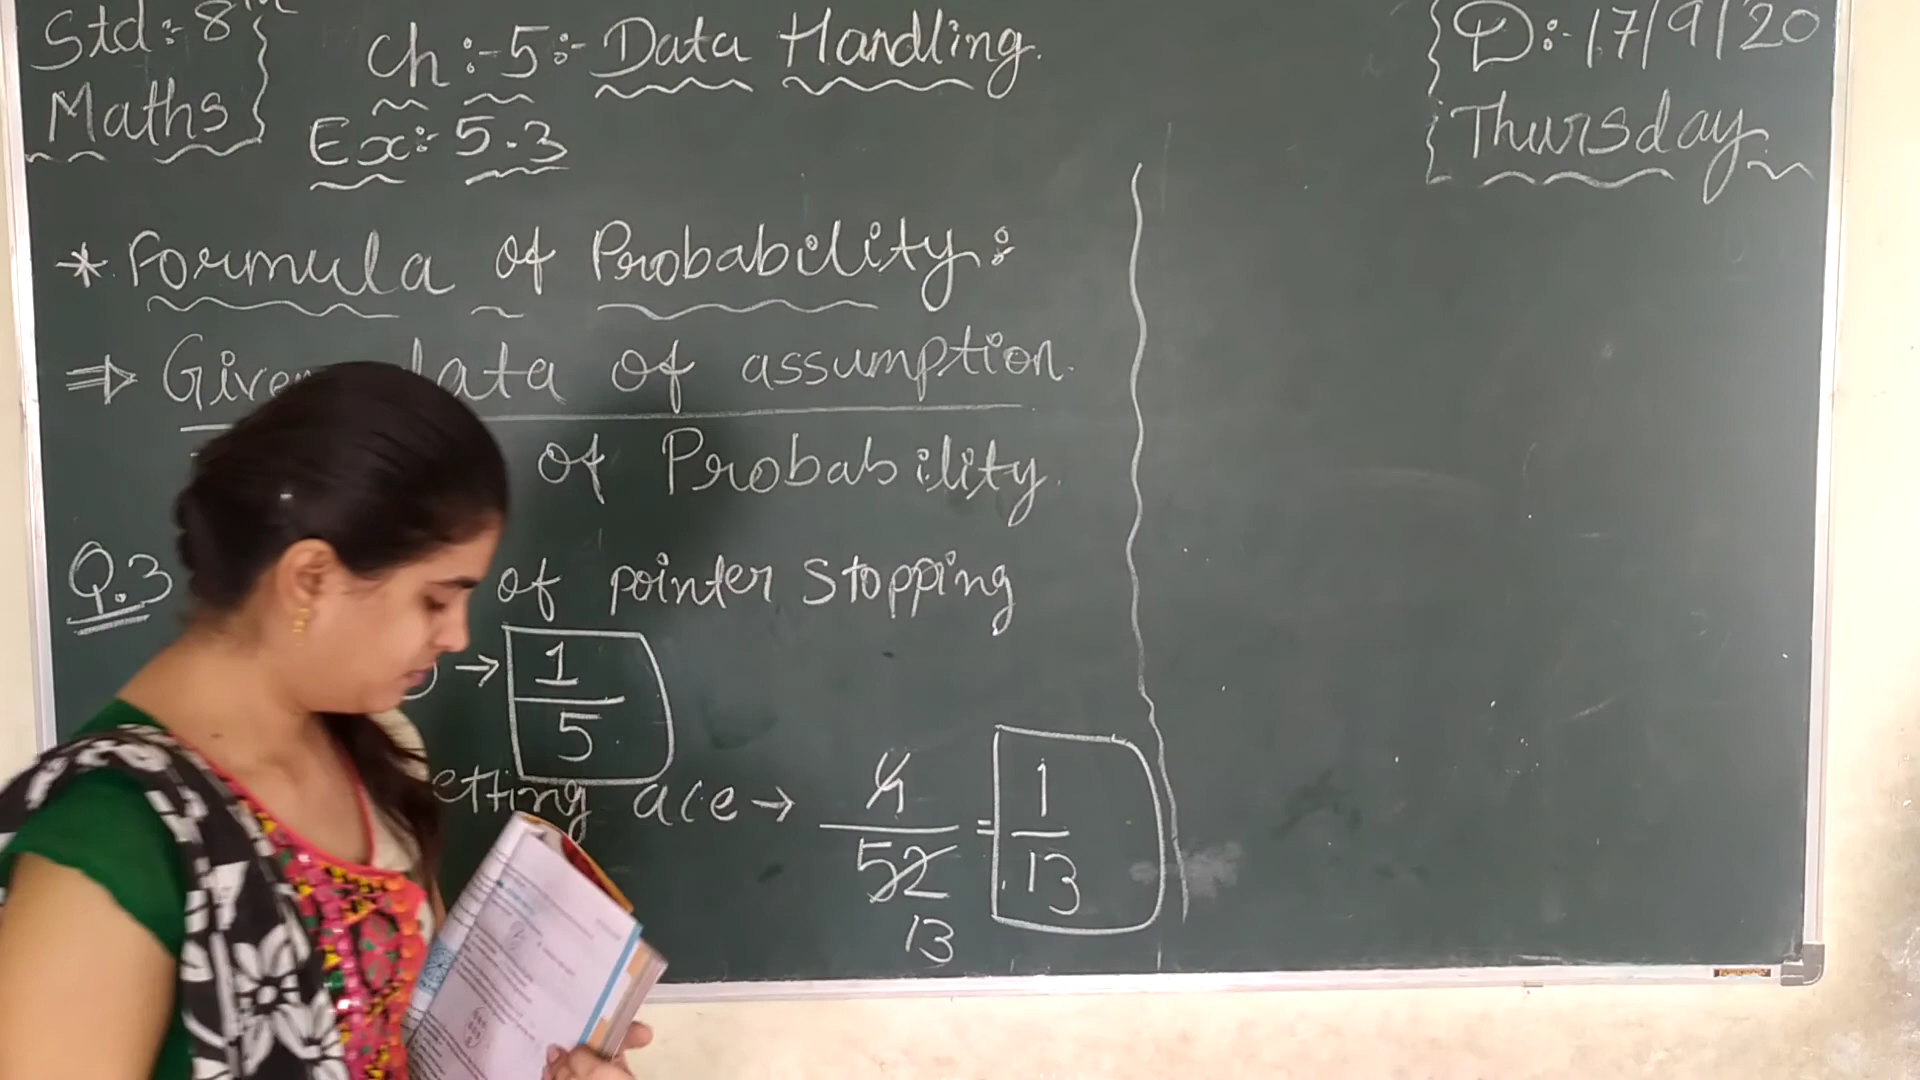 Std:- 8th
Maths
Ch:-5:- Data Handling.
Ex:- 5.3
D:-17/9/20
Thursday
* Formula of Probability:
⇒ Given data of assumption.
of Probability.
Q.3 of pointer stopping
D → 1/5
etting ace → 4/52 = 1/13
13